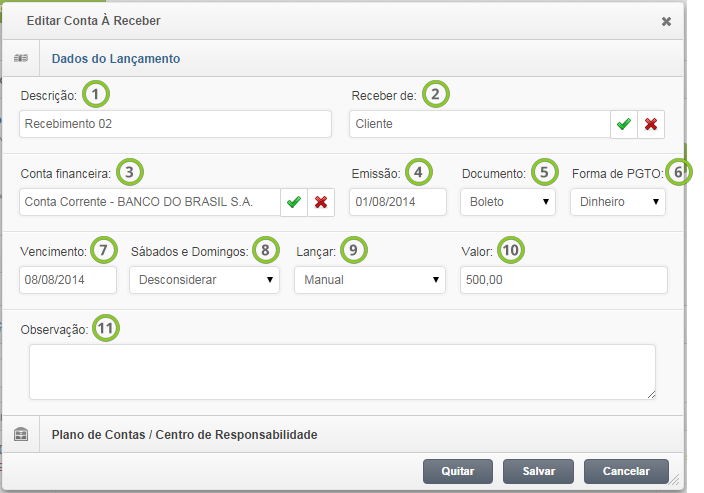 Editar Conta À Receber
Dados do Lançamento
Descrição: 1 Receber de: 2
Recebimento 02 Cliente
Conta financeira: 3 Emissão: 4 Documento: 5 Forma de PGTO: 6
Conta Corrente - BANCO DO BRASIL S.A. 01/08/2014 Boleto Dinheiro
Vencimento: 7 Sábados e Domingos: 8 Lançar: 9 Valor: 10
08/08/2014 Desconsiderar Manual 500,00
Observação: 11
Plano de Contas / Centro de Responsabilidade
Quitar Salvar Cancelar